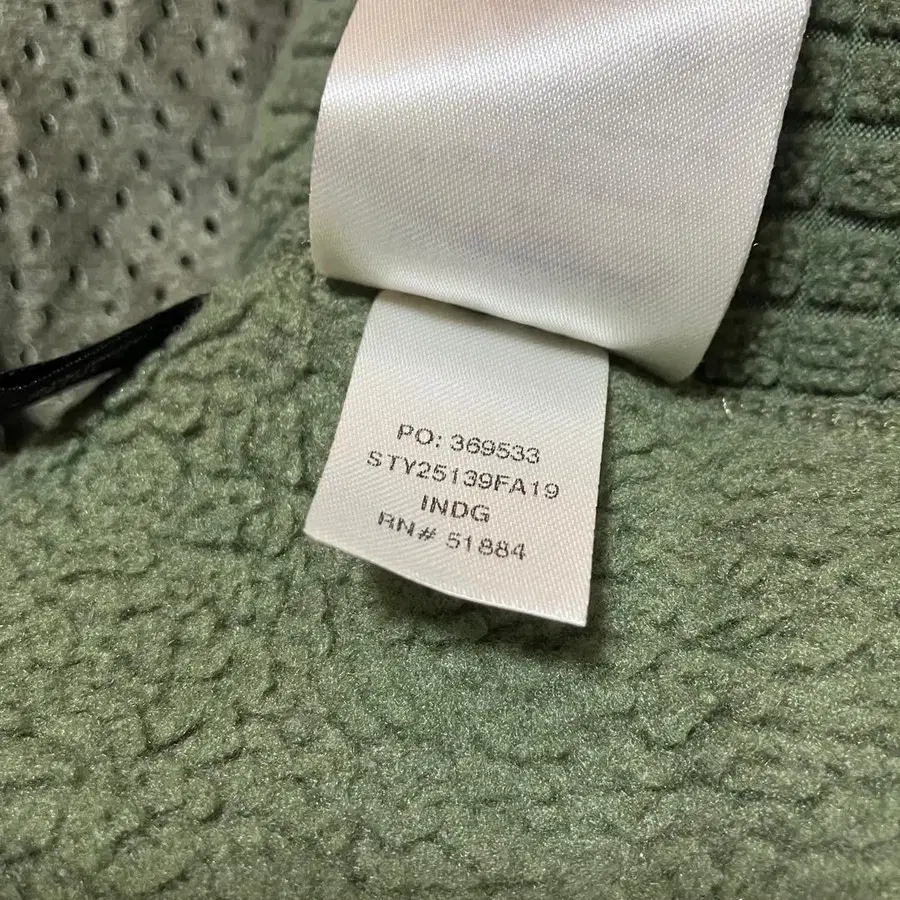 PO: 369533
STY25139FA19
INDG
RN# 51884